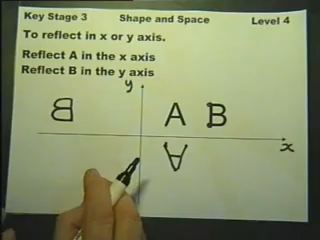 Key Stage 3 Shape and Space Level 4
To reflect in x or y axis.
Reflect A in the x axis
Reflect B in the y axis
y
B A B
x
A